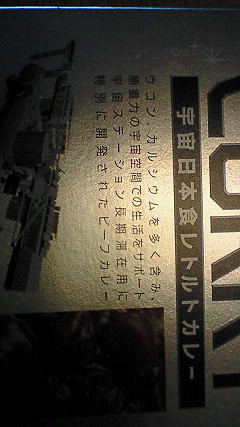 CURRY
宇宙日本食レトルトカレー
ウコン、カルシウムを多く含み、
無重力の宇宙空間での生活をサポート
宇宙ステーション長期滞在用に
特別に開発されたビーフカレー